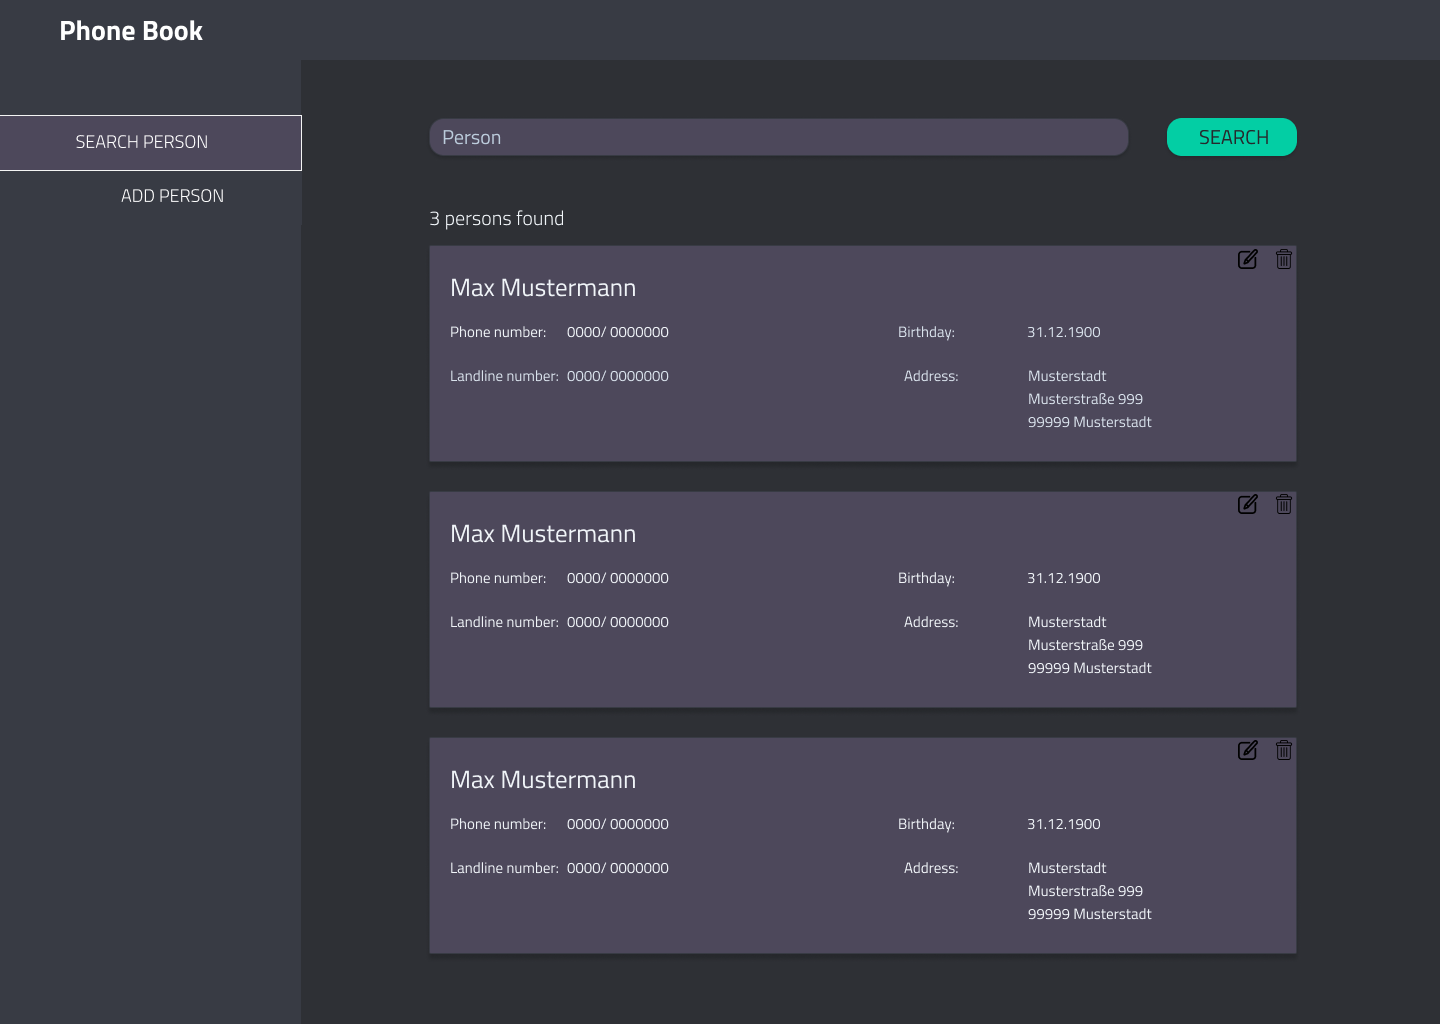 Phone Book
SEARCH PERSON
ADD PERSON
Person
SEARCH
3 persons found
Max Mustermann
Phone number: 0000/ 0000000 Birthday: 31.12.1900
Landline number: 0000/ 0000000 Address: Musterstadt
Musterstraße 999
99999 Musterstadt
Max Mustermann
Phone number: 0000/ 0000000 Birthday: 31.12.1900
Landline number: 0000/ 0000000 Address: Musterstadt
Musterstraße 999
99999 Musterstadt
Max Mustermann
Phone number: 0000/ 0000000 Birthday: 31.12.1900
Landline number: 0000/ 0000000 Address: Musterstadt
Musterstraße 999
99999 Musterstadt